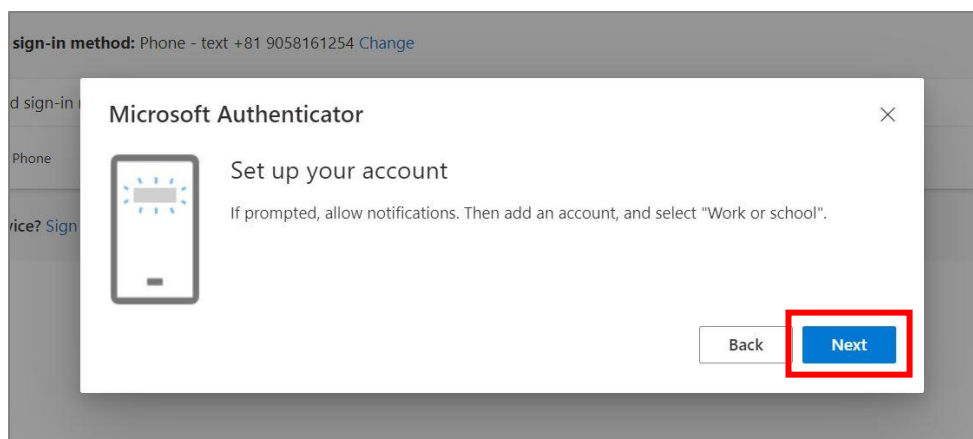 sign-in method: Phone - text +81 9058161254 Change
d sign-in
Microsoft Authenticator
Phone
Set up your account
If prompted, allow notifications. Then add an account, and select "Work or school".
vice? Sign
Back
Next